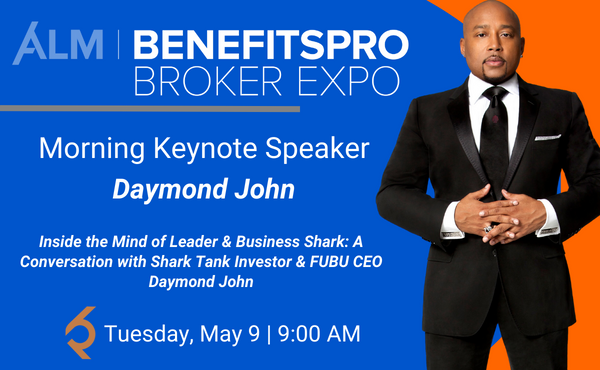 ALM | BENEFITSPRO
BROKER EXPO
Morning Keynote Speaker
Daymond John
Inside the Mind of Leader & Business Shark: A
Conversation with Shark Tank Investor & FUBU CEO
Daymond John
Tuesday, May 9 | 9:00 AM